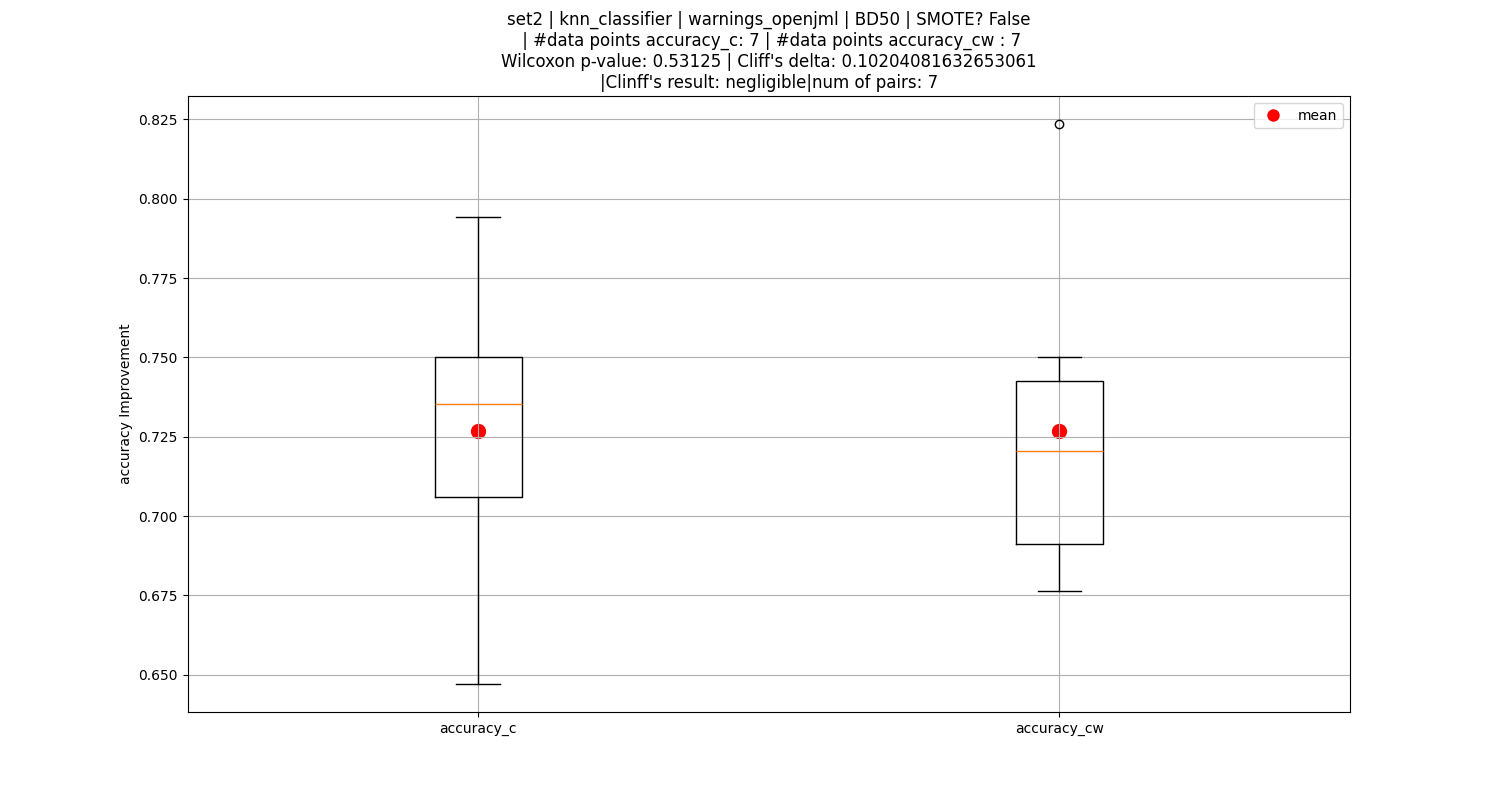 set2 | knn_classifier | warnings_openjml | BD50 | SMOTE? False
| #data points accuracy_c: 7 | #data points accuracy_cw : 7
Wilcoxon p-value: 0.53125 | Cliff's delta: 0.10204081632653061
|Clinff's result: negligible|num of pairs: 7
mean
0.825
0.800
0.775
0.750
0.725
0.700
0.675
0.650
accuracy Improvement
accuracy_c
accuracy_cw